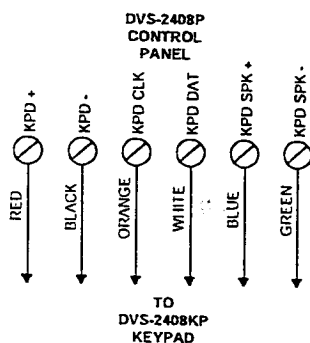 DVS-2408P
CONTROL
PANEL
KPD +
KPD -
KPD CLK
KPD DAT
KPD SPK +
KPD SPK -
RED
BLACK
ORANGE
WHITE
BLUE
GREEN
TO
DVS-2408KP
KEYPAD